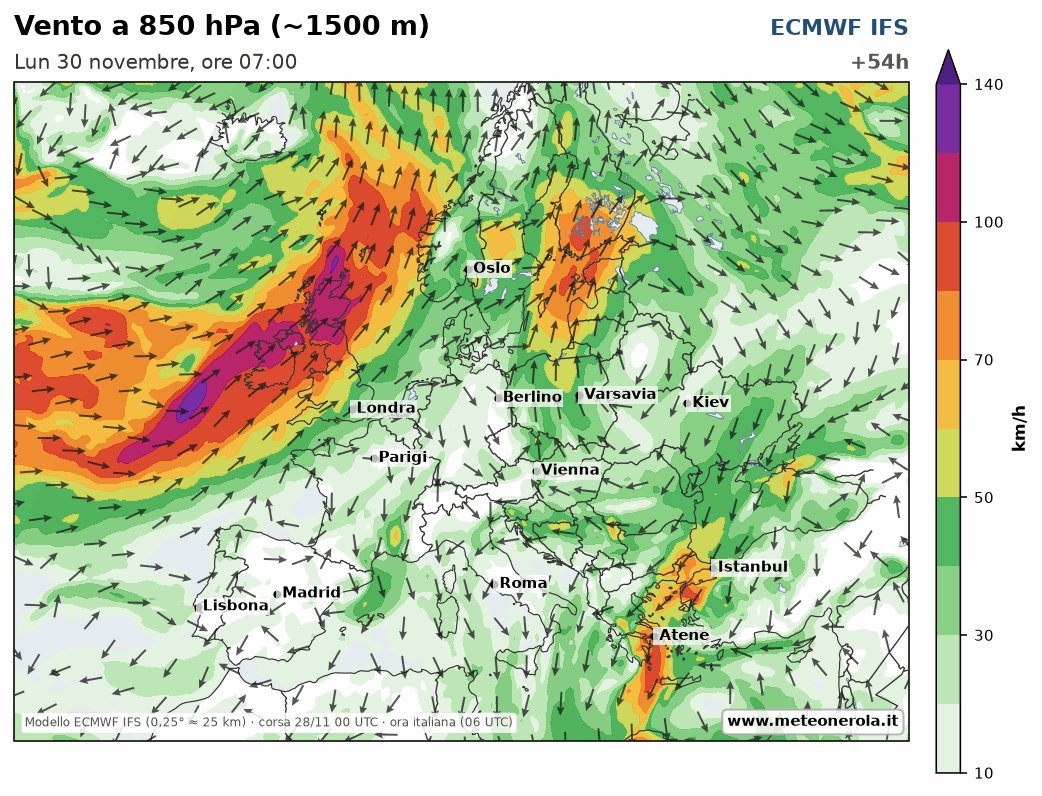 Vento a 850 hPa (~1500 m)
ECMWF IFS
Lun 30 novembre, ore 07:00
+54h
140
100
70
50
30
10
km/h
Oslo
Berlino
Varsavia
Kiev
Londra
Parigi
Vienna
Istanbul
Roma
Madrid
Lisbona
Atene
Modello ECMWF IFS (0,25° ≈ 25 km) · corsa 28/11 00 UTC · ora italiana (06 UTC)
www.meteonerola.it